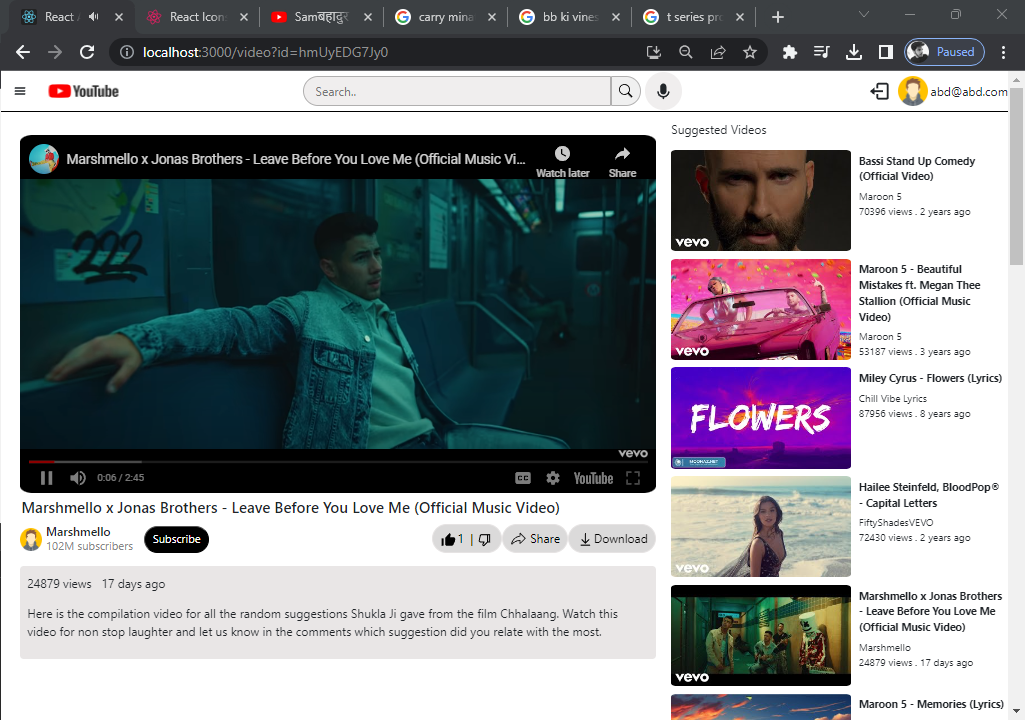 React A
React Icon
Samबहादुर
carry mina
bb ki vines
t series pro
localhost:3000/video?id=hmUyEDG7Jy0
Paused
YouTube
Search..
abd@abd.com
Marshmello x Jonas Brothers - Leave Before You Love Me (Official Music Vi...
Watch later
Share
222
vevo
0:06 / 2:45
CC
YouTube
Marshmello x Jonas Brothers - Leave Before You Love Me (Official Music Video)
Marshmello
102M subscribers
Subscribe
1 |
Share
Download
24879 views 17 days ago
Here is the compilation video for all the random suggestions Shukla Ji gave from the film Chhalaang. Watch this
video for non stop laughter and let us know in the comments which suggestion did you relate with the most.
Suggested Videos
vevo
Bassi Stand Up Comedy
(Official Video)
Maroon 5
70396 views . 2 years ago
vevo
Maroon 5 - Beautiful
Mistakes ft. Megan Thee
Stallion (Official Music
Video)
Maroon 5
53187 views . 3 years ago
FLOWERS
Miley Cyrus - Flowers (Lyrics)
Chill Vibe Lyrics
87956 views . 8 years ago
vevo
Hailee Steinfeld, BloodPop®
- Capital Letters
FiftyShadesVEVO
72430 views . 2 years ago
vevo
Marshmello x Jonas Brothers
- Leave Before You Love Me
(Official Music Video)
Marshmello
24879 views . 17 days ago
Maroon 5 - Memories (Lyrics)